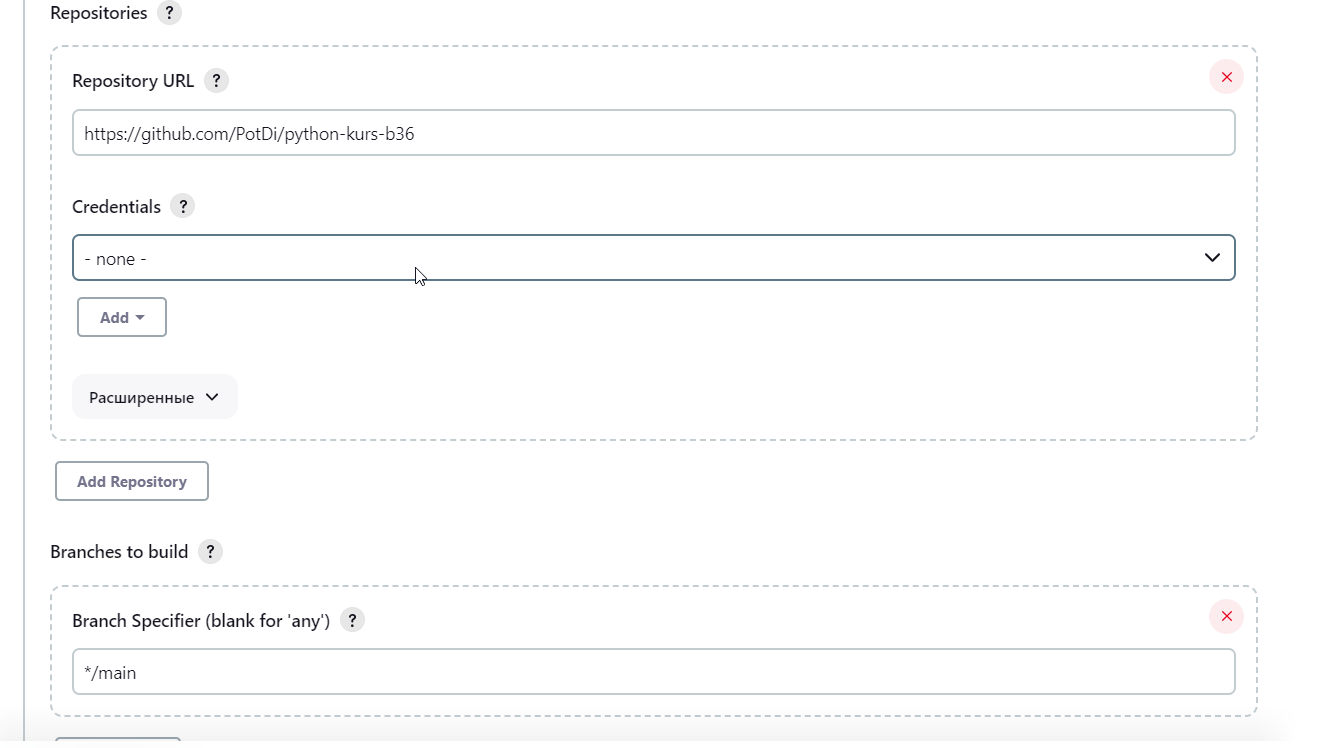 Repositories ?
Repository URL ?
https://github.com/PotDi/python-kurs-b36
Credentials ?
- none -
Add
Расширенные
Add Repository
Branches to build ?
Branch Specifier (blank for 'any') ?
*/main